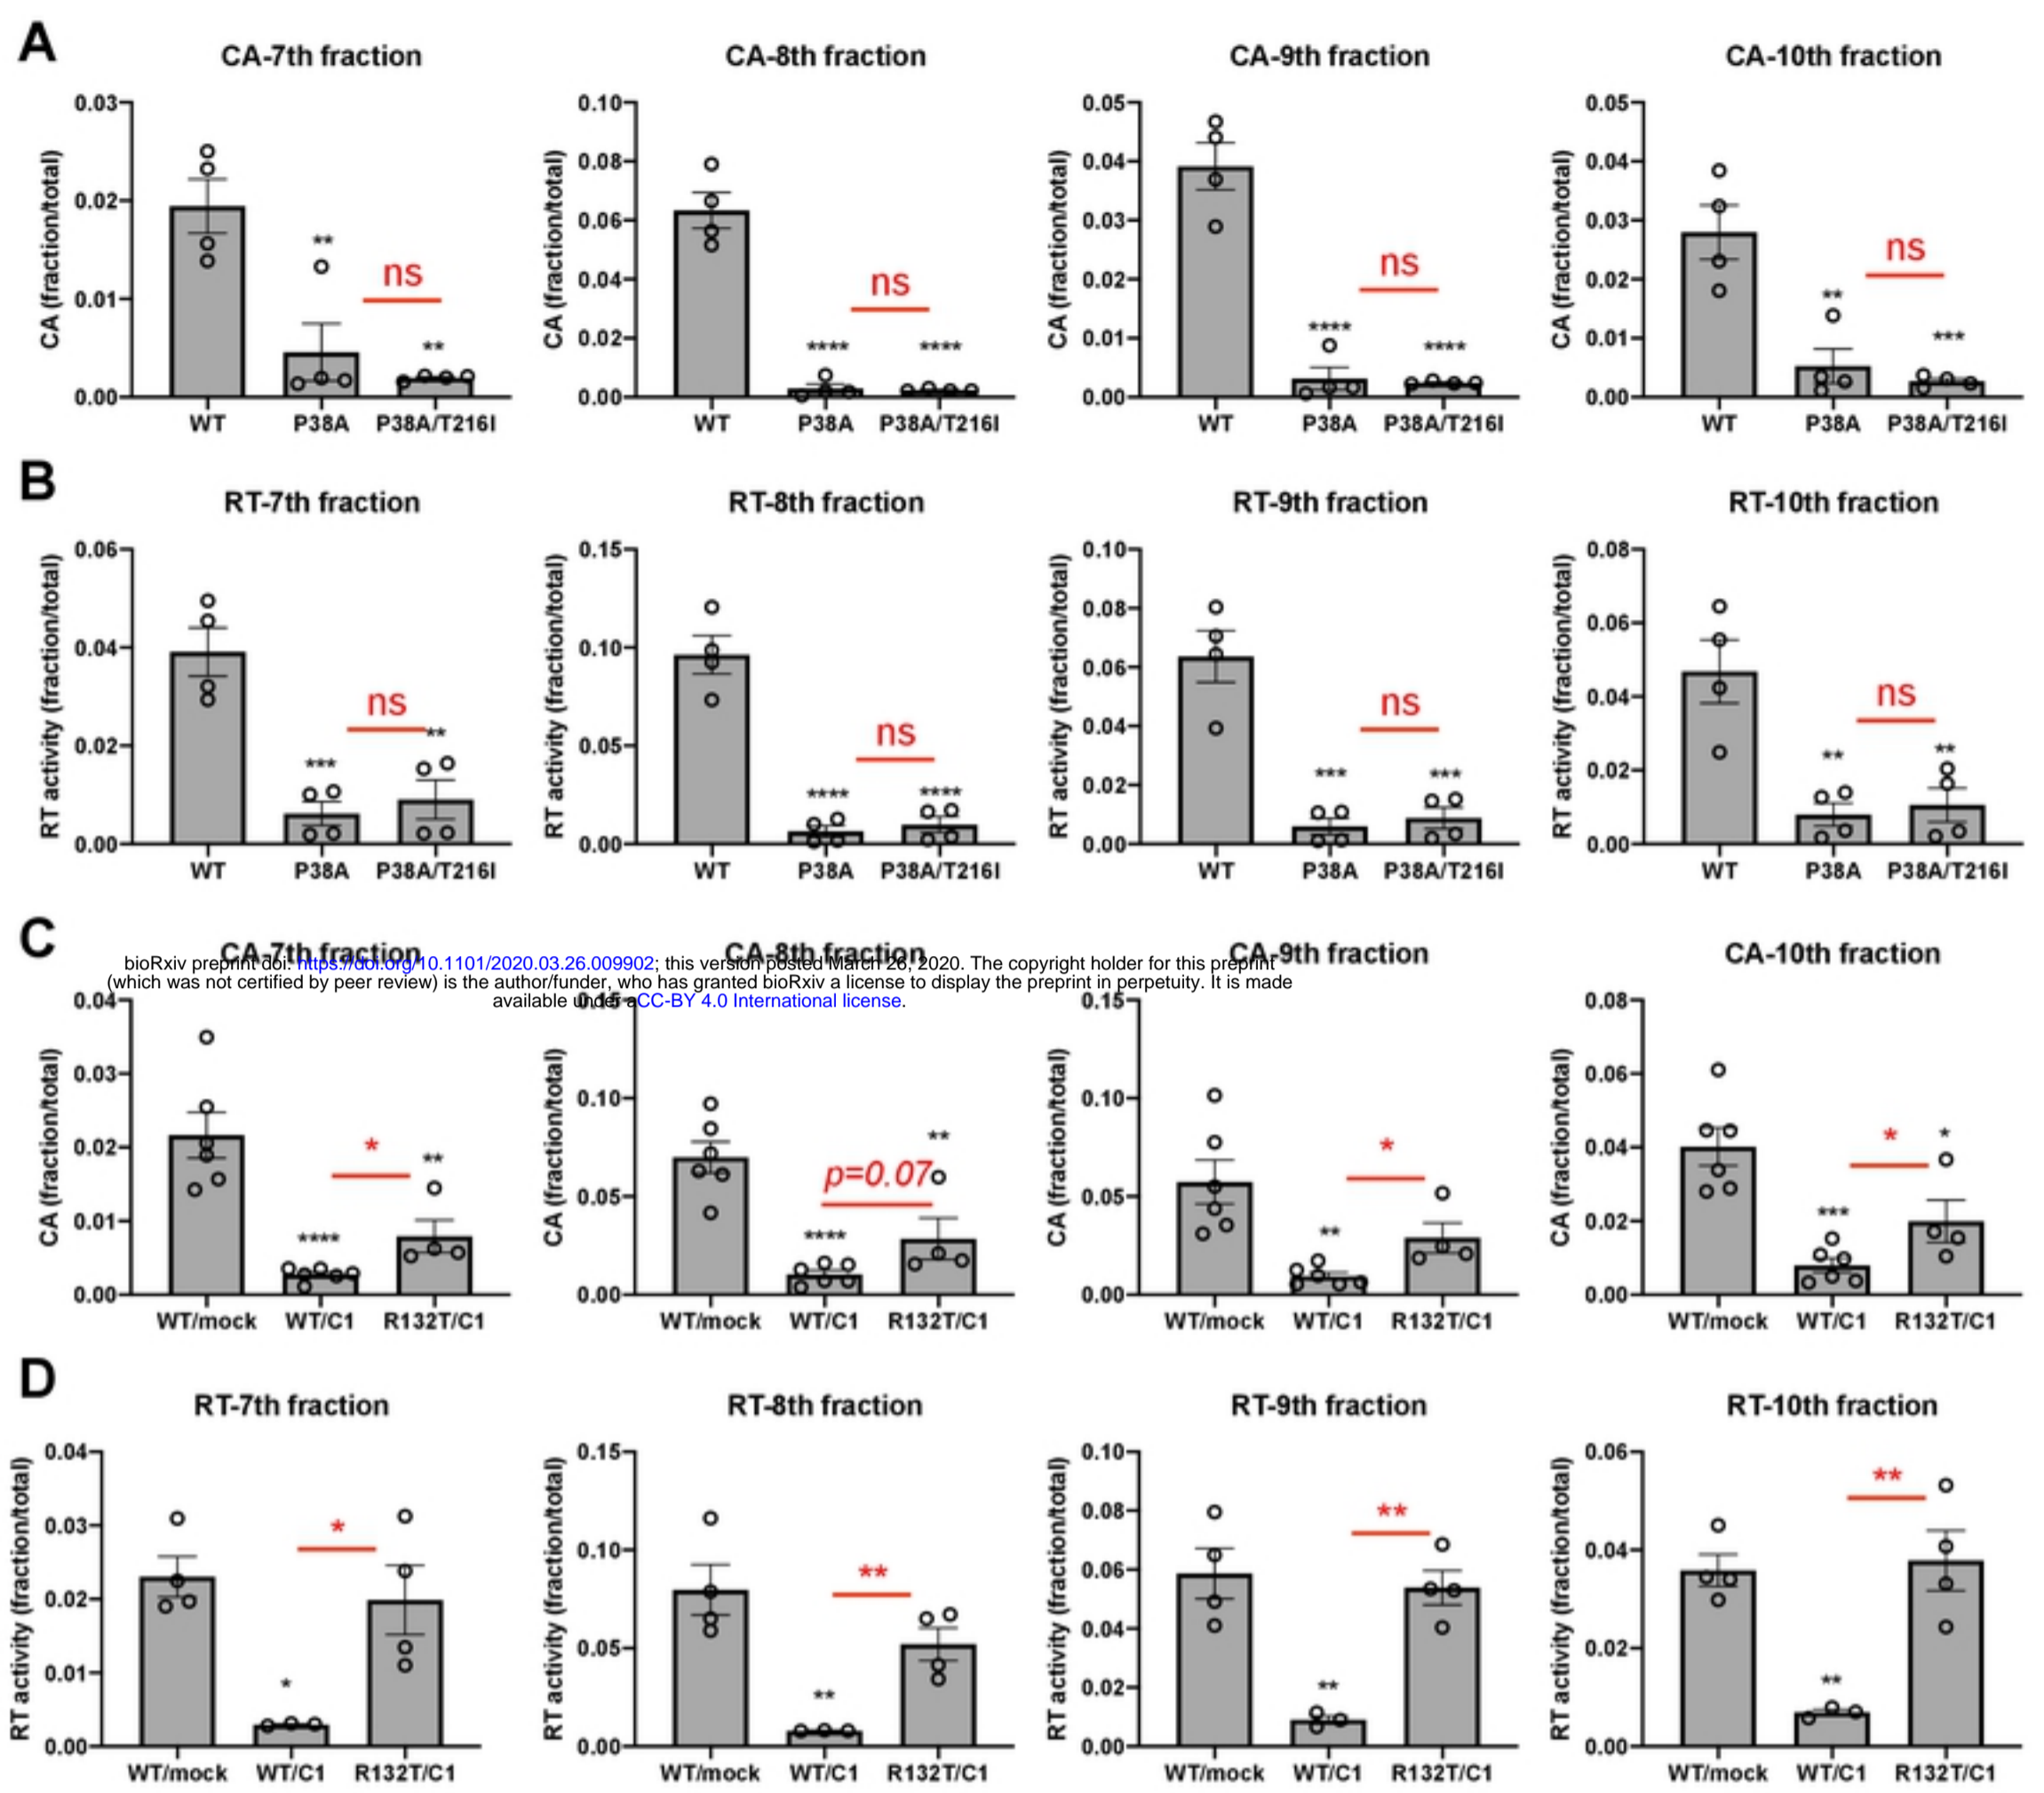 A
CA-7th fraction
CA (fraction/total)
0.03
0.02
0.01
0.00
**
ns
**
WT P38A P38A/T216I
CA-8th fraction
CA (fraction/total)
0.10
0.08
0.06
0.04
0.02
0.00
ns
**** ****
WT P38A P38A/T216I
CA-9th fraction
CA (fraction/total)
0.05
0.04
0.03
0.02
0.01
0.00
ns
**** ****
WT P38A P38A/T216I
CA-10th fraction
CA (fraction/total)
0.05
0.04
0.03
0.02
0.01
0.00
ns
** ***
WT P38A P38A/T216I
B
RT-7th fraction
RT activity (fraction/total)
0.06
0.04
0.02
0.00
ns
*** **
WT P38A P38A/T216I
RT-8th fraction
RT activity (fraction/total)
0.15
0.10
0.05
0.00
ns
**** ****
WT P38A P38A/T216I
RT-9th fraction
RT activity (fraction/total)
0.10
0.08
0.06
0.04
0.02
0.00
ns
*** ***
WT P38A P38A/T216I
RT-10th fraction
RT activity (fraction/total)
0.08
0.06
0.04
0.02
0.00
ns
** **
WT P38A P38A/T216I
bioRxiv preprint doi: https://doi.org/10.1101/2020.03.26.009902; this version posted March 26, 2020. The copyright holder for this preprint
(which was not certified by peer review) is the author/funder, who has granted bioRxiv a license to display the preprint in perpetuity. It is made
available under aCC-BY 4.0 International license.
C
CA-7th fraction
CA (fraction/total)
0.04
0.03
0.02
0.01
0.00
*
**** **
WT/mock WT/C1 R132T/C1
CA-8th fraction
CA (fraction/total)
0.15
0.10
0.05
0.00
p=0.07
**** **
WT/mock WT/C1 R132T/C1
CA-9th fraction
CA (fraction/total)
0.15
0.10
0.05
0.00
*
**
WT/mock WT/C1 R132T/C1
CA-10th fraction
CA (fraction/total)
0.08
0.06
0.04
0.02
0.00
* *
***
WT/mock WT/C1 R132T/C1
D
RT-7th fraction
RT activity (fraction/total)
0.04
0.03
0.02
0.01
0.00
*
*
WT/mock WT/C1 R132T/C1
RT-8th fraction
RT activity (fraction/total)
0.15
0.10
0.05
0.00
**
**
WT/mock WT/C1 R132T/C1
RT-9th fraction
RT activity (fraction/total)
0.10
0.08
0.06
0.04
0.02
0.00
**
**
WT/mock WT/C1 R132T/C1
RT-10th fraction
RT activity (fraction/total)
0.06
0.04
0.02
0.00
**
**
WT/mock WT/C1 R132T/C1